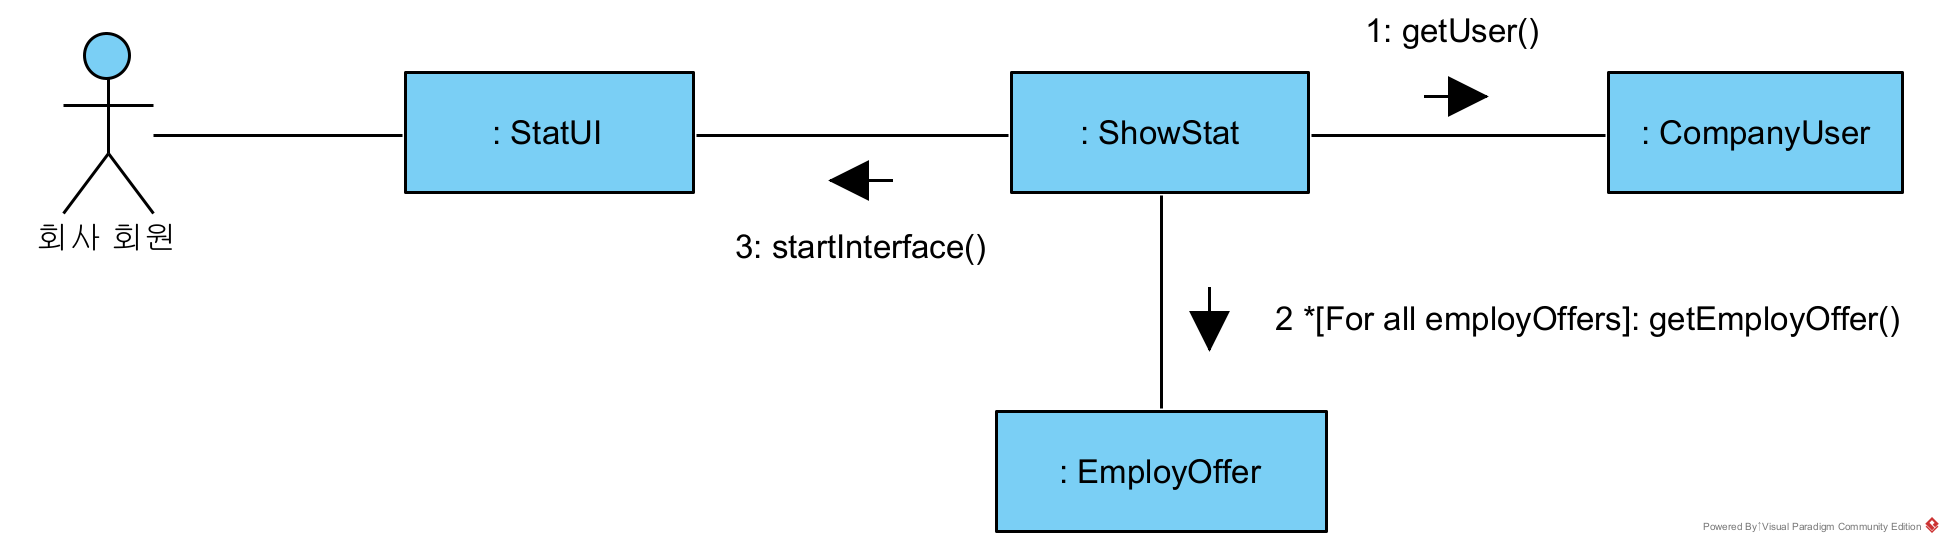 1: getUser()
: StatUI
: ShowStat
: CompanyUser
회사 회원
3: startInterface()
2 *[For all employOffers]: getEmployOffer()
: EmployOffer
Powered By Visual Paradigm Community Edition